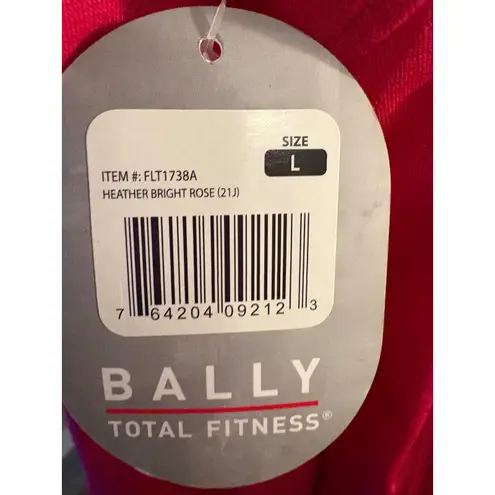 SIZE
L
ITEM #: FLT1738A
HEATHER BRIGHT ROSE (21J)
7 64204 09212 3
BALLY
TOTAL FITNESS®